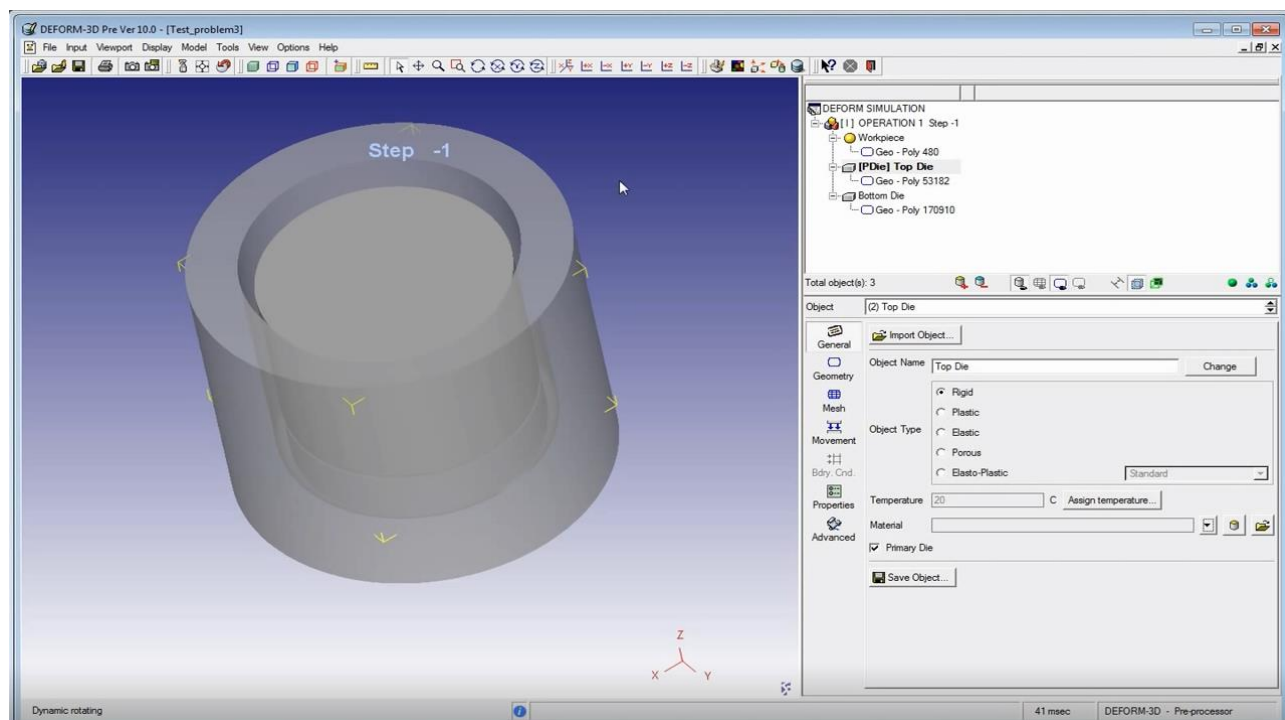 DEFORM-3D Pre Ver 10.0 - [Test_problem3]
File Input Viewport Display Model Tools View Options Help
Step -1
DEFORM SIMULATION
[1] OPERATION 1 Step -1
Workpiece
Geo - Poly 480
[PDie] Top Die
Geo - Poly 53182
Bottom Die
Geo - Poly 170910
Total object(s): 3
Object (2) Top Die
General
Geometry
Mesh
Movement
Bdry. Cnd.
Properties
Advanced
Import Object...
Object Name Top Die Change
Object Type
Rigid
Plastic
Elastic
Porous
Elasto-Plastic Standard
Temperature 20 C Assign temperature...
Material
Primary Die
Save Object...
Z
X Y
Dynamic rotating
41 msec DEFORM-3D - Pre-processor